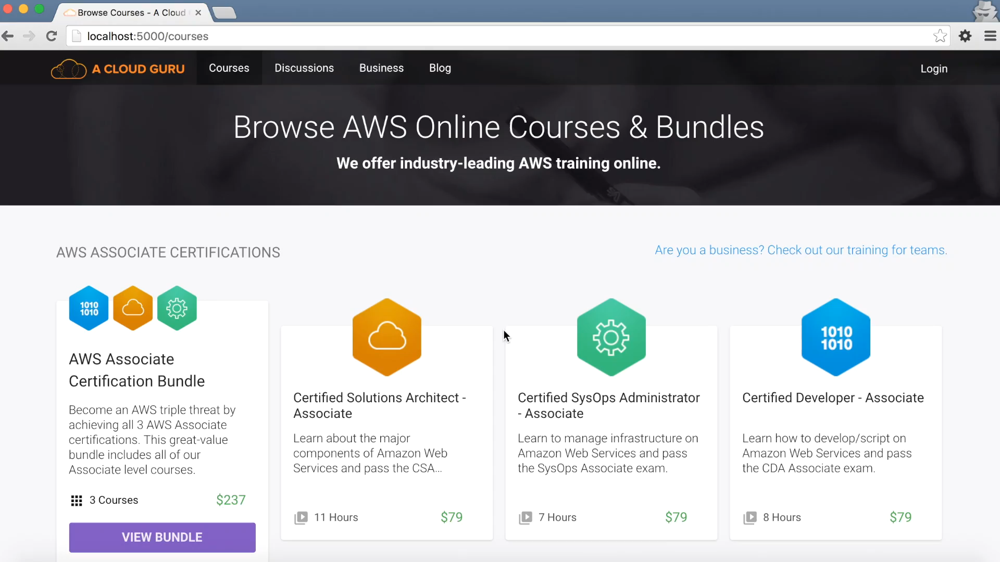 Browse Courses - A Cloud
localhost:5000/courses
A CLOUD GURU
Courses
Discussions
Business
Blog
Login
Browse AWS Online Courses & Bundles
We offer industry-leading AWS training online.
AWS ASSOCIATE CERTIFICATIONS
Are you a business? Check out our training for teams.
1010
1010
AWS Associate
Certification Bundle
Become an AWS triple threat by
achieving all 3 AWS Associate
certifications. This great-value
bundle includes all of our
Associate level courses.
3 Courses
$237
VIEW BUNDLE
Certified Solutions Architect -
Associate
Learn about the major
components of Amazon Web
Services and pass the CSA...
11 Hours
$79
Certified SysOps Administrator
- Associate
Learn to manage infrastructure on
Amazon Web Services and pass
the SysOps Associate exam.
7 Hours
$79
1010
1010
Certified Developer - Associate
Learn how to develop/script on
Amazon Web Services and pass
the CDA Associate exam.
8 Hours
$79